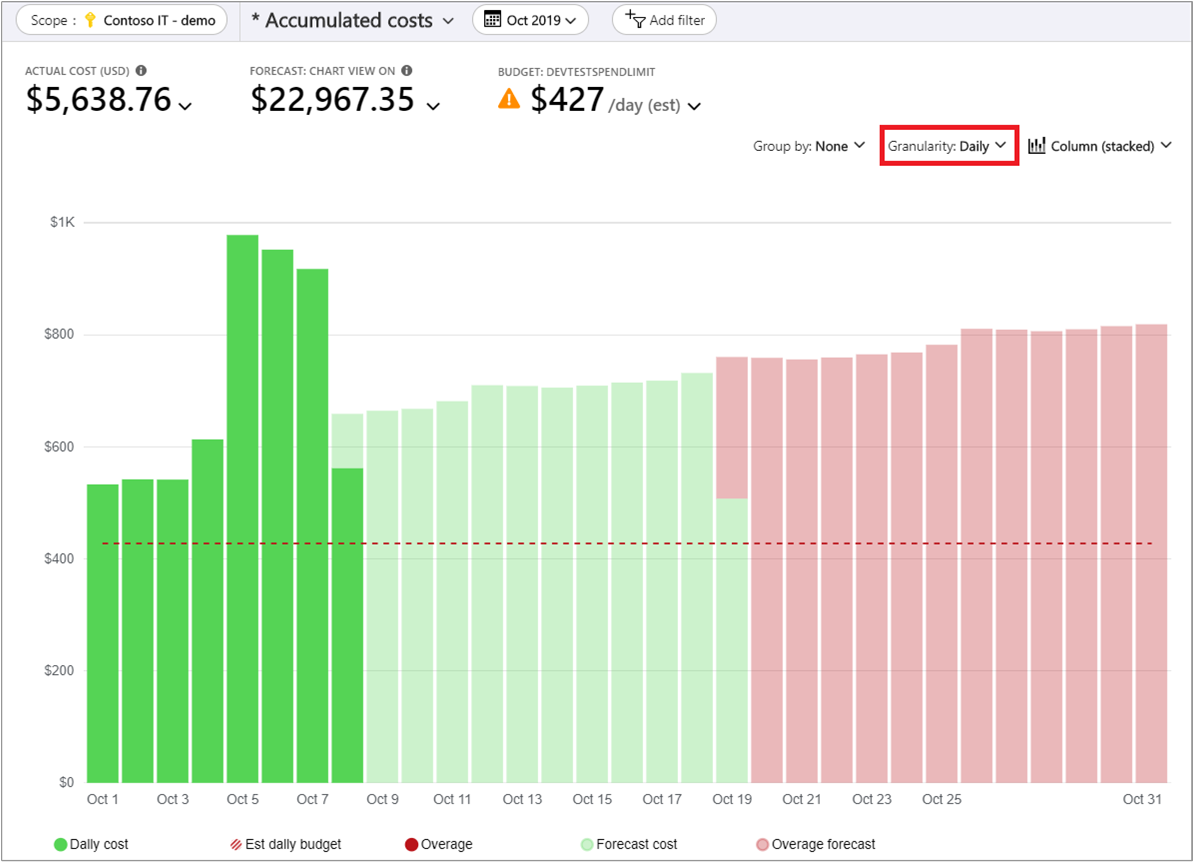 Scope : Contoso IT - demo * Accumulated costs Oct 2019 Add filter
ACTUAL COST (USD) FORECAST: CHART VIEW ON BUDGET: DEVTESTSPENDLIMIT
$5,638.76 $22,967.35 $427 /day (est)
Group by: None Granularity: Daily Column (stacked)
$1K
$800
$600
$400
$200
$0
Oct 1 Oct 3 Oct 5 Oct 7 Oct 9 Oct 11 Oct 13 Oct 15 Oct 17 Oct 19 Oct 21 Oct 23 Oct 25 Oct 31
Daily cost Est daily budget Overage Forecast cost Overage forecast